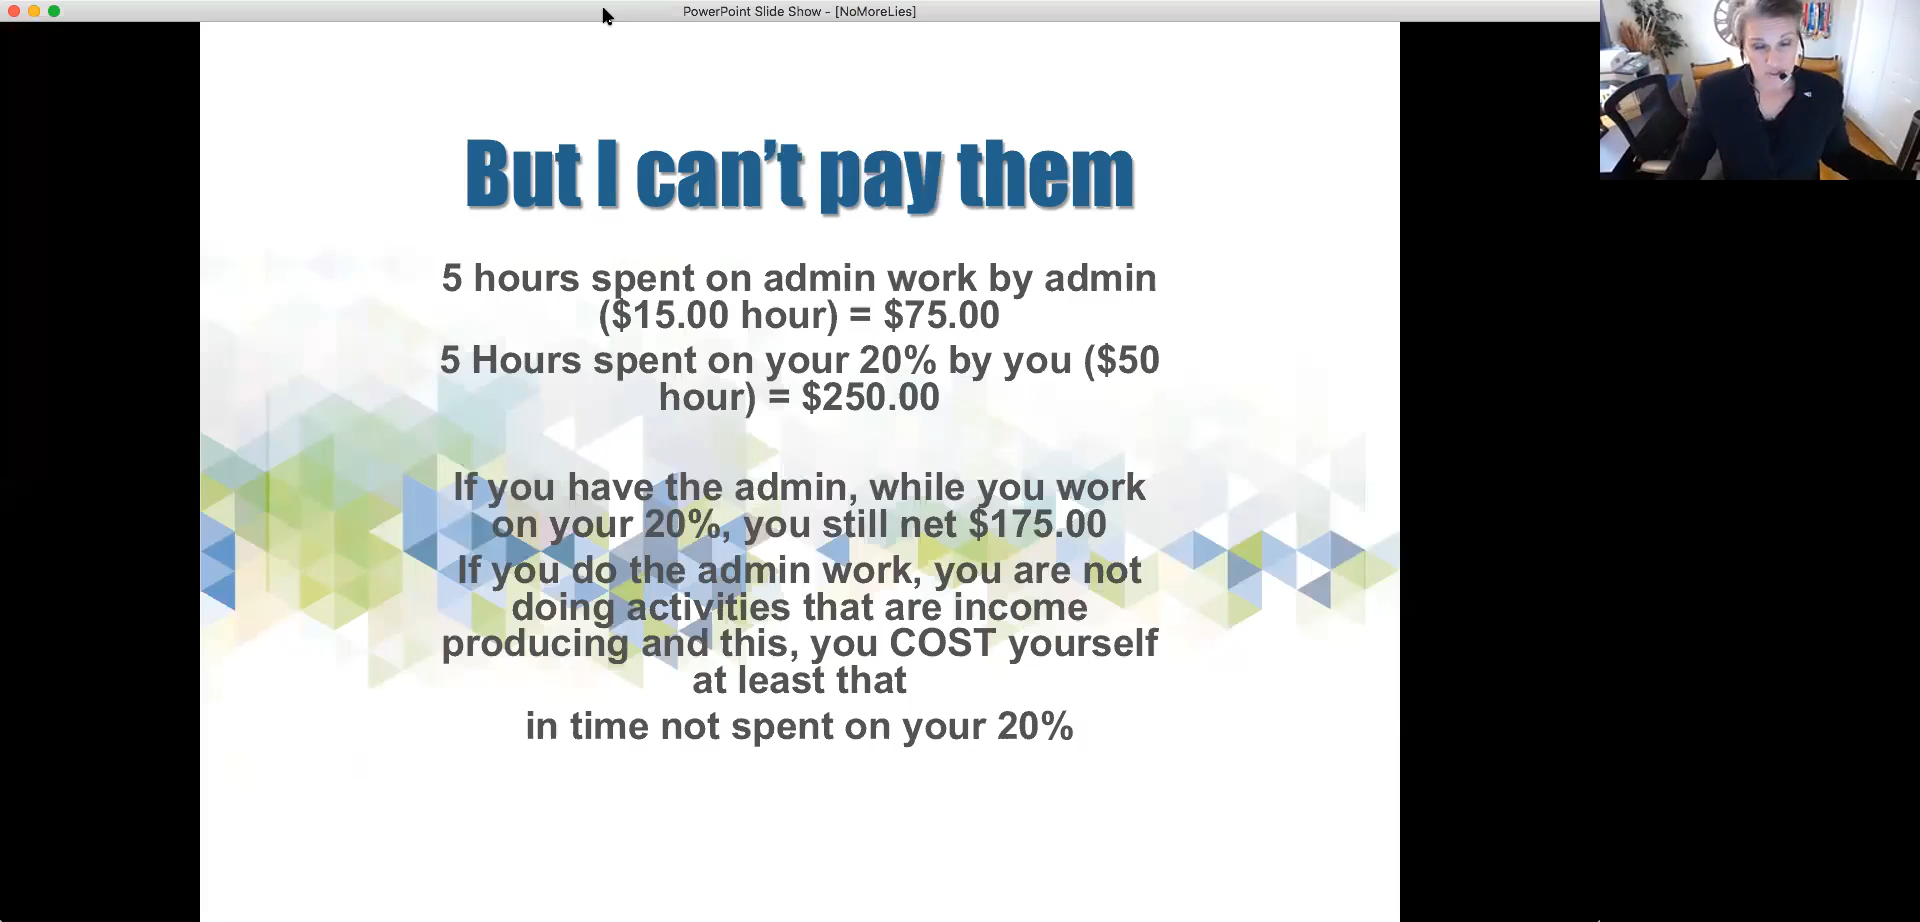 PowerPoint Slide Show - [NoMoreLies]
But I can’t pay them
5 hours spent on admin work by admin
($15.00 hour) = $75.00
5 Hours spent on your 20% by you ($50
hour) = $250.00
If you have the admin, while you work
on your 20%, you still net $175.00
If you do the admin work, you are not
doing activities that are income
producing and this, you COST yourself
at least that
in time not spent on your 20%